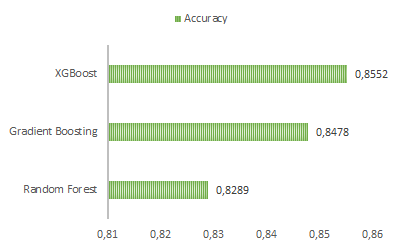 Accuracy
XGBoost 0,8552
Gradient Boosting 0,8478
Random Forest 0,8289
0,81 0,82 0,83 0,84 0,85 0,86